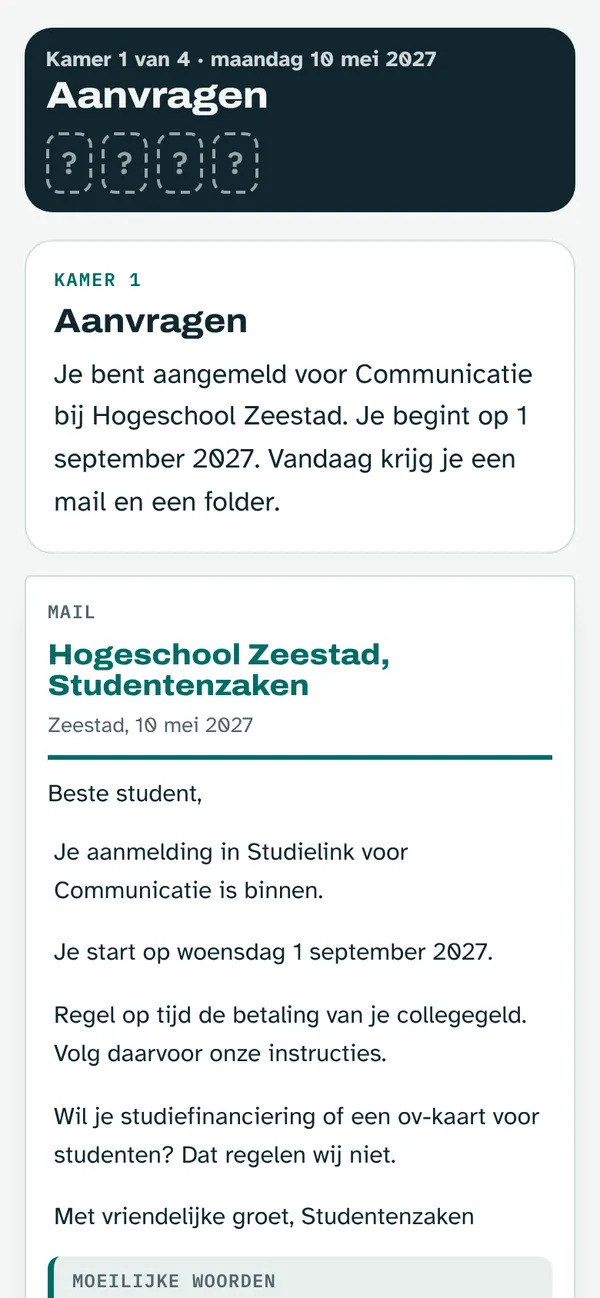 Kamer 1 van 4 · maandag 10 mei 2027
Aanvragen
? ? ? ?
KAMER 1
Aanvragen
Je bent aangemeld voor Communicatie
bij Hogeschool Zeestad. Je begint op 1
september 2027. Vandaag krijg je een
mail en een folder.
MAIL
Hogeschool Zeestad,
Studentenzaken
Zeestad, 10 mei 2027
Beste student,
Je aanmelding in Studielink voor
Communicatie is binnen.
Je start op woensdag 1 september 2027.
Regel op tijd de betaling van je collegegeld.
Volg daarvoor onze instructies.
Wil je studiefinanciering of een ov-kaart voor
studenten? Dat regelen wij niet.
Met vriendelijke groet, Studentenzaken
MOEILIJKE WOORDEN